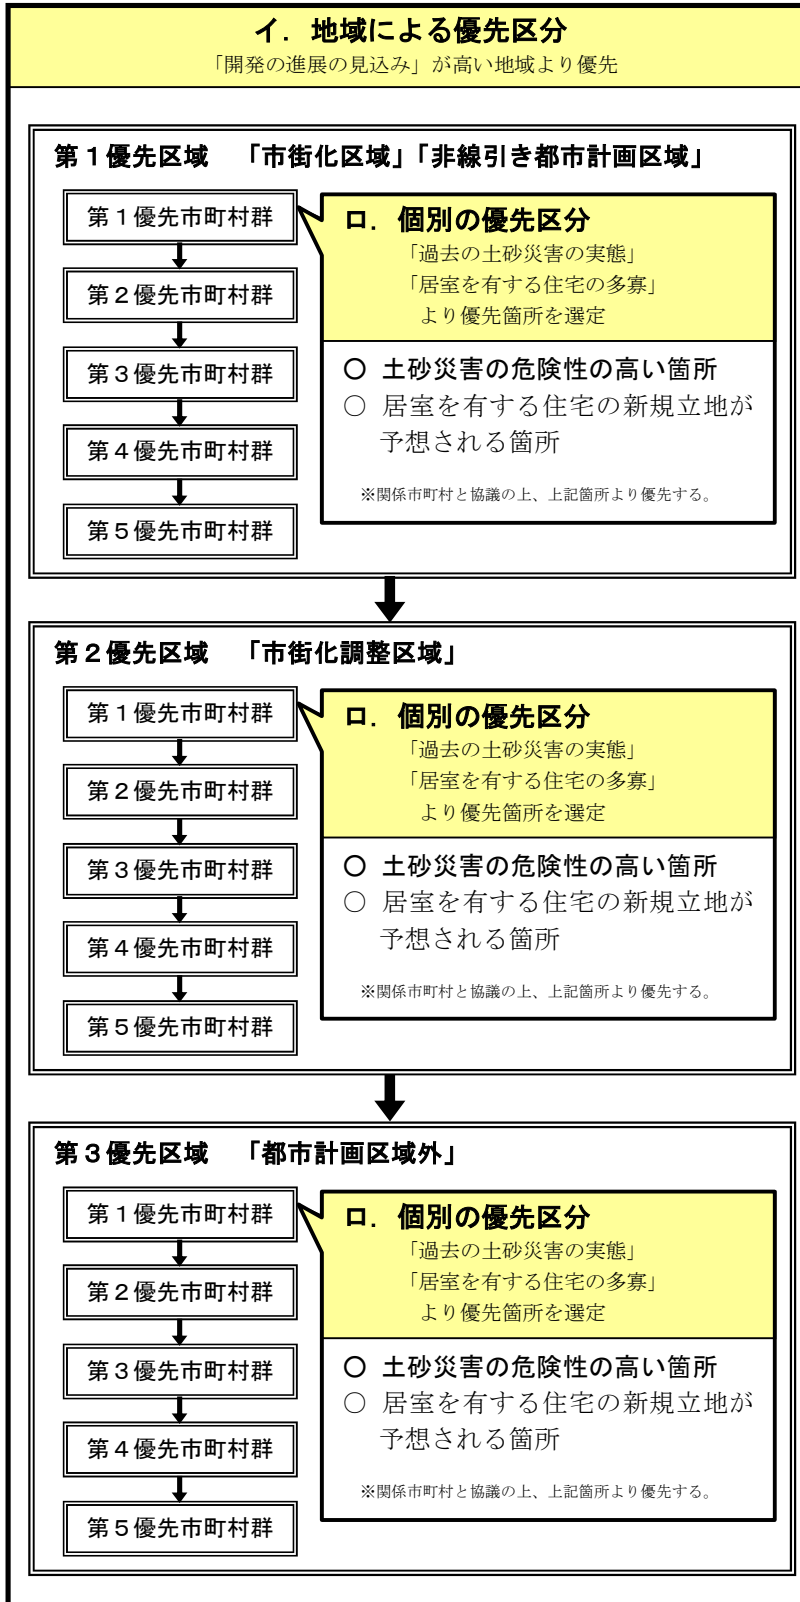 イ．地域による優先区分
「開発の進展の見込み」が高い地域より優先
第１優先区域　「市街化区域」「非線引き都市計画区域」
第１優先市町村群
第２優先市町村群
第３優先市町村群
第４優先市町村群
第５優先市町村群
ロ．個別の優先区分
「過去の土砂災害の実態」
「居室を有する住宅の多寡」
より優先箇所を選定
○ 土砂災害の危険性の高い箇所
○ 居室を有する住宅の新規立地が
予想される箇所
※関係市町村と協議の上、上記箇所より優先する。
第２優先区域　「市街化調整区域」
第１優先市町村群
第２優先市町村群
第３優先市町村群
第４優先市町村群
第５優先市町村群
ロ．個別の優先区分
「過去の土砂災害の実態」
「居室を有する住宅の多寡」
より優先箇所を選定
○ 土砂災害の危険性の高い箇所
○ 居室を有する住宅の新規立地が
予想される箇所
※関係市町村と協議の上、上記箇所より優先する。
第３優先区域　「都市計画区域外」
第１優先市町村群
第２優先市町村群
第３優先市町村群
第４優先市町村群
第５優先市町村群
ロ．個別の優先区分
「過去の土砂災害の実態」
「居室を有する住宅の多寡」
より優先箇所を選定
○ 土砂災害の危険性の高い箇所
○ 居室を有する住宅の新規立地が
予想される箇所
※関係市町村と協議の上、上記箇所より優先する。